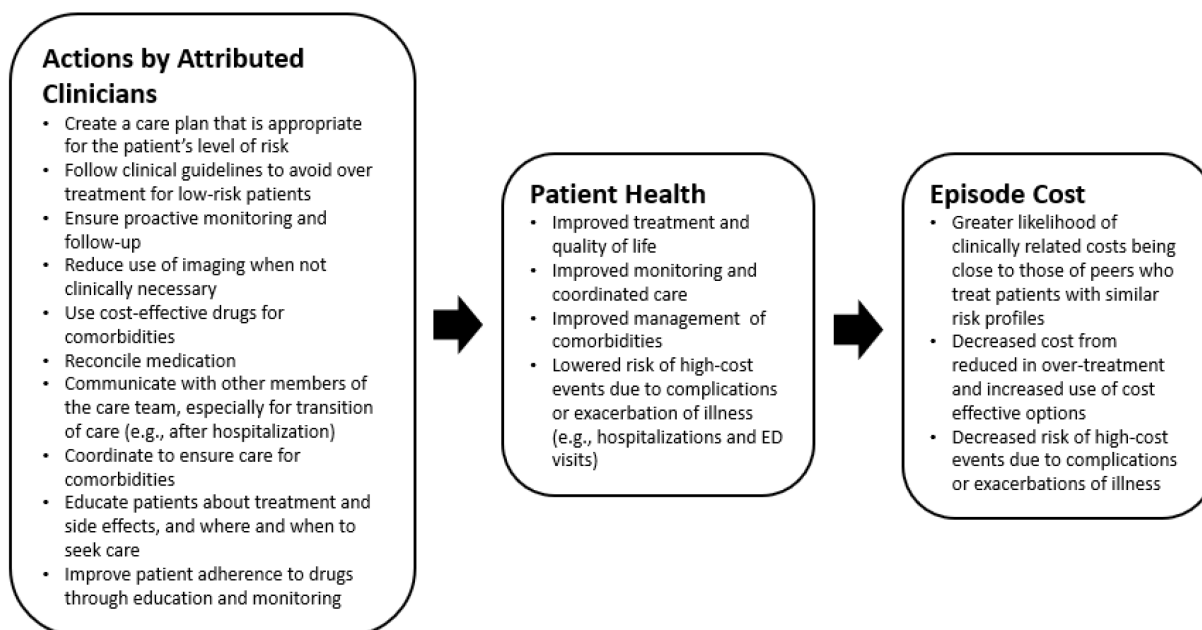 Actions by Attributed
Clinicians
• Create a care plan that is appropriate
for the patient's level of risk
• Follow clinical guidelines to avoid over
treatment for low-risk patients
• Ensure proactive monitoring and
follow-up
• Reduce use of imaging when not
clinically necessary
• Use cost-effective drugs for
comorbidities
• Reconcile medication
• Communicate with other members of
the care team, especially for transition
of care (e.g., after hospitalization)
• Coordinate to ensure care for
comorbidities
• Educate patients about treatment and
side effects, and where and when to
seek care
• Improve patient adherence to drugs
through education and monitoring
Patient Health
• Improved treatment and
quality of life
• Improved monitoring and
coordinated care
• Improved management of
comorbidities
• Lowered risk of high-cost
events due to complications
or exacerbation of illness
(e.g., hospitalizations and ED
visits)
Episode Cost
• Greater likelihood of
clinically related costs being
close to those of peers who
treat patients with similar
risk profiles
• Decreased cost from
reduced in over-treatment
and increased use of cost
effective options
• Decreased risk of high-cost
events due to complications
or exacerbations of illness